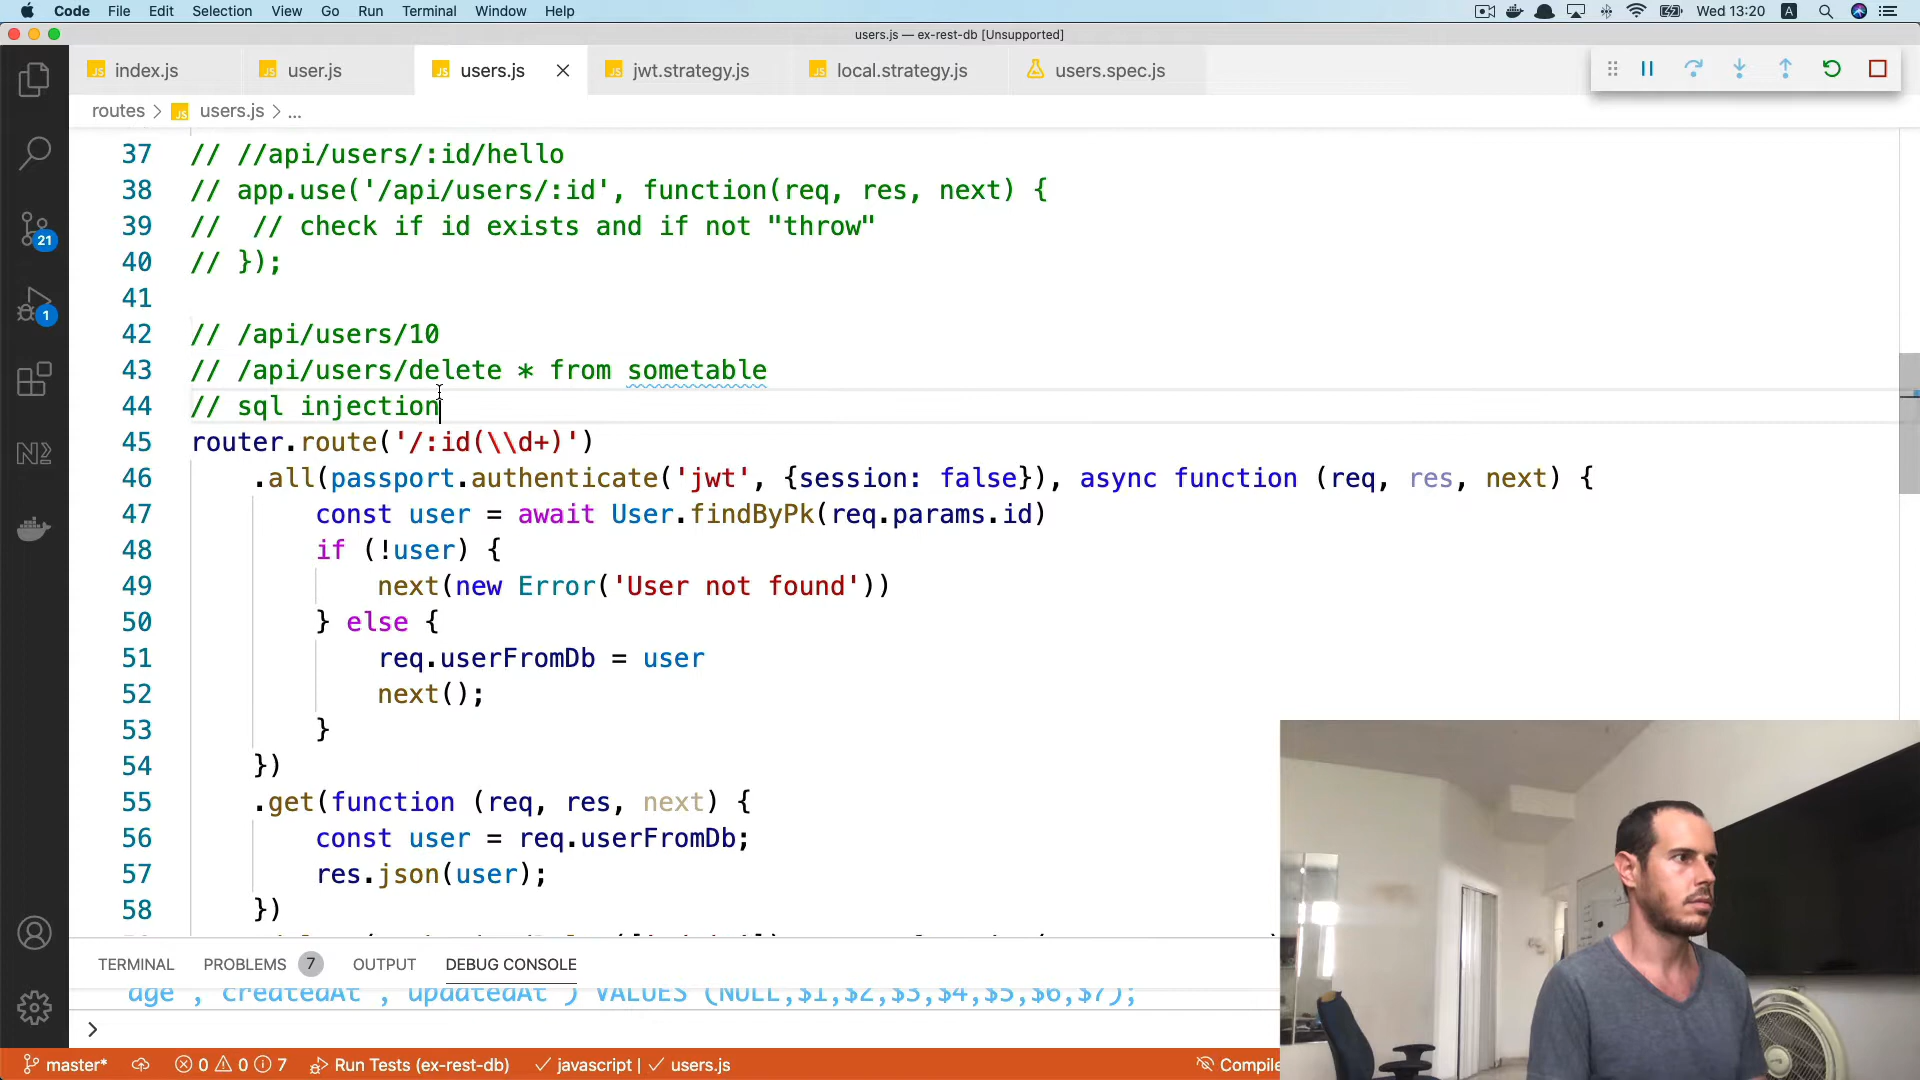 Code File Edit Selection View Go Run Terminal Window Help
Wed 13:20 A
users.js — ex-rest-db [Unsupported]
JS index.js
JS user.js
JS users.js
JS jwt.strategy.js
JS local.strategy.js
users.spec.js
routes > JS users.js > ...
37 // //api/users/:id/hello
38 // app.use('/api/users/:id', function(req, res, next) {
39 //  // check if id exists and if not "throw"
40 // });
41
42 // /api/users/10
43 // /api/users/delete * from sometable
44 // sql injection
45 router.route('/:id(\\d+)')
46 .all(passport.authenticate('jwt', {session: false}), async function (req, res, next) {
47 const user = await User.findByPk(req.params.id)
48 if (!user) {
49 next(new Error('User not found'))
50 } else {
51 req.userFromDb = user
52 next();
53 }
54 })
55 .get(function (req, res, next) {
56 const user = req.userFromDb;
57 res.json(user);
58 })
21
1
TERMINAL PROBLEMS 7 OUTPUT DEBUG CONSOLE
age`,`createdAt`,`updatedAt`) VALUES (NULL,$1,$2,$3,$4,$5,$6,$7);
>
master* 0 0 7 Run Tests (ex-rest-db) javascript | users.js Compile